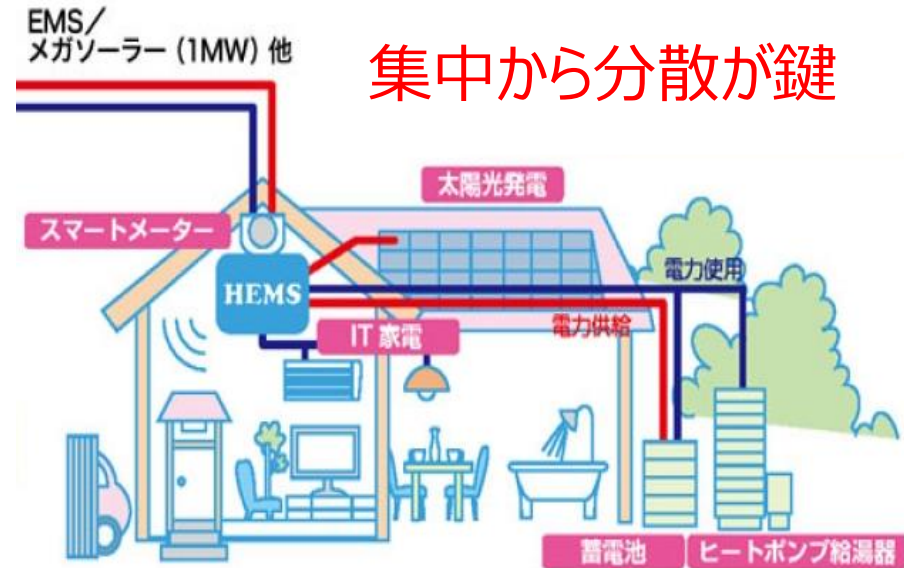 EMS/
メガソーラー (1MW) 他
集中から分散が鍵
太陽光発電
スマートメーター
電力使用
HEMS
電力供給
IT 家電
蓄電池
ヒートポンプ給湯器